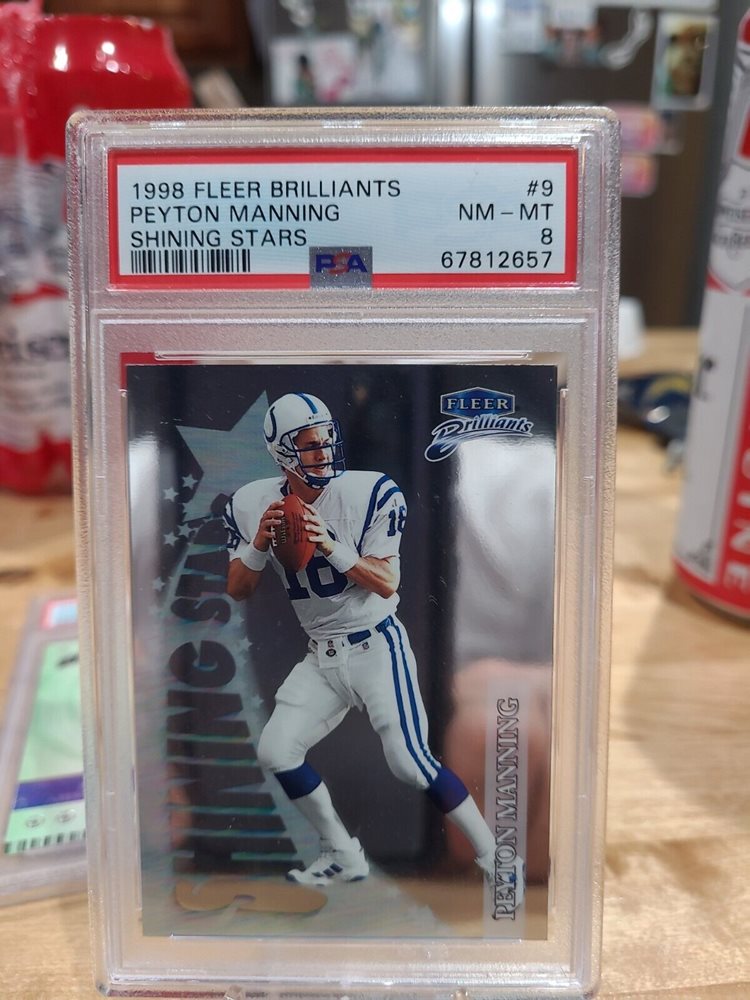 1998 FLEER BRILLIANTS #9
PEYTON MANNING NM – MT
SHINING STARS 8
PSA 67812657
FLEER
Brilliants
18
18
SHINING STARS
PEYTON MANNING